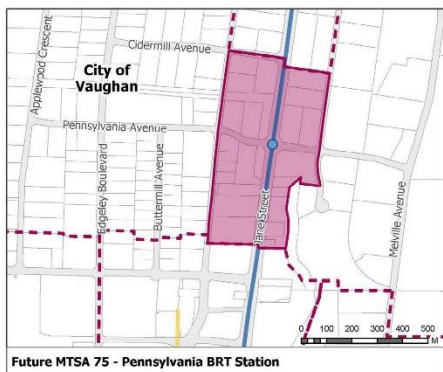 Cidermill Avenue
City of
Vaughan
Applewood Crescent
Pennsylvania Avenue
Edgeley Boulevard
Buttermill Avenue
Jane Street
Melville Avenue
0 100 200 300 400 500
M
Future MTSA 75 - Pennsylvania BRT Station